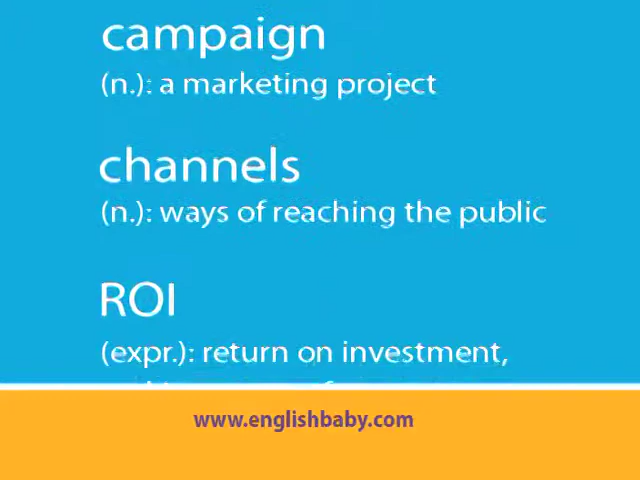 campaign
(n.): a marketing project
channels
(n.): ways of reaching the public
ROI
(expr.): return on investment,
www.englishbaby.com